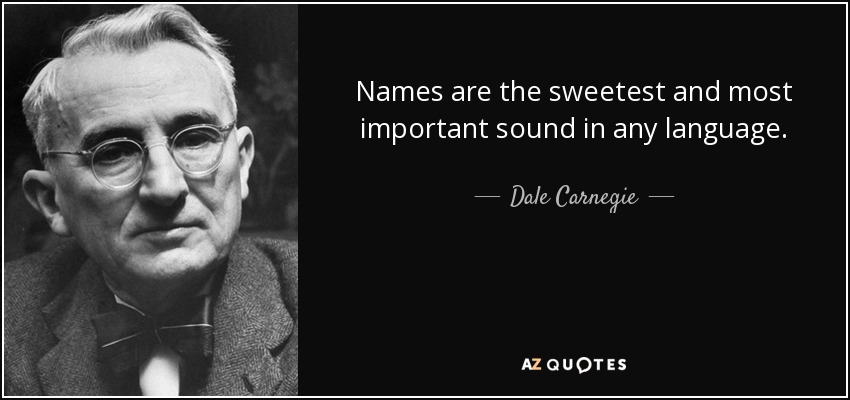 Names are the sweetest and most
important sound in any language.
Dale Carnegie
AZ QUOTES